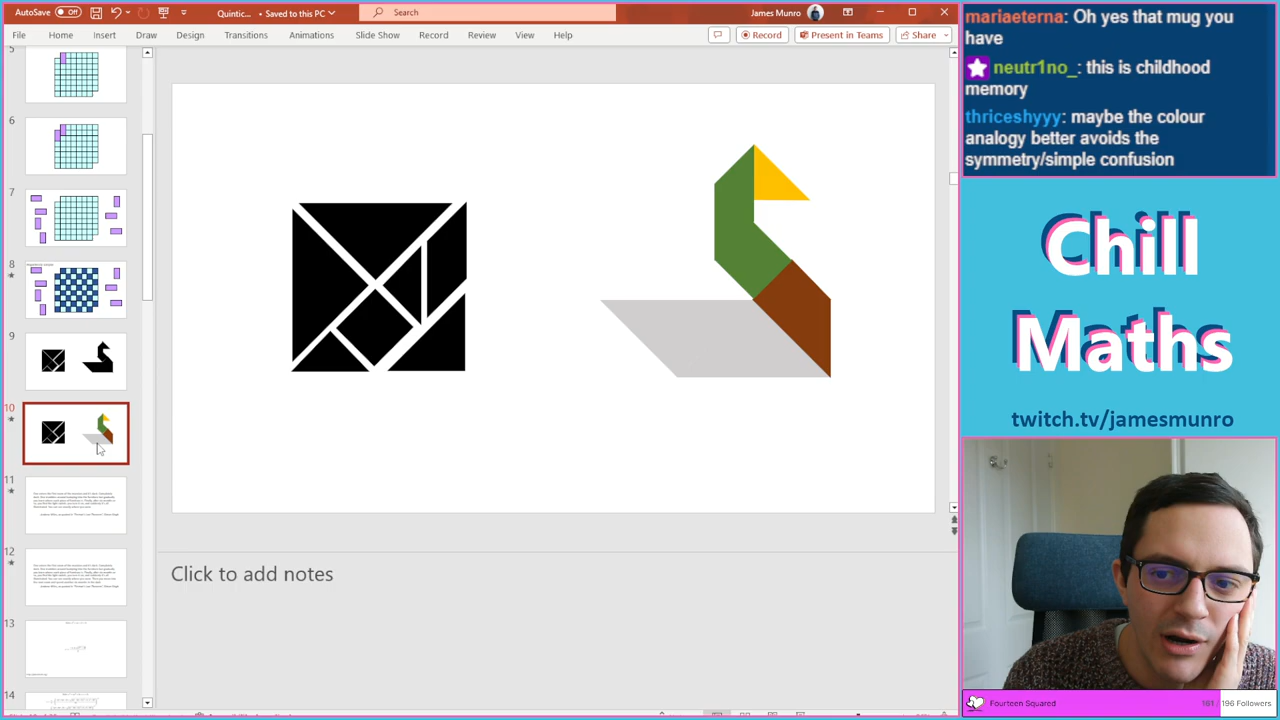 AutoSave Off
Quintic... • Saved to this PC
Search
James Munro
File Home Insert Draw Design Transitions Animations Slide Show Record Review View Help
Record
Present in Teams
Share
5
6
7
8
9
10
11
12
13
14
Click to add notes
mariaeterna: Oh yes that mug you
have
neutr1no_: this is childhood
memory
thriceshyyy: maybe the colour
analogy better avoids the
symmetry/simple confusion
Chill
Maths
twitch.tv/jamesmunro
Fourteen Squared
161 / 196 Followers